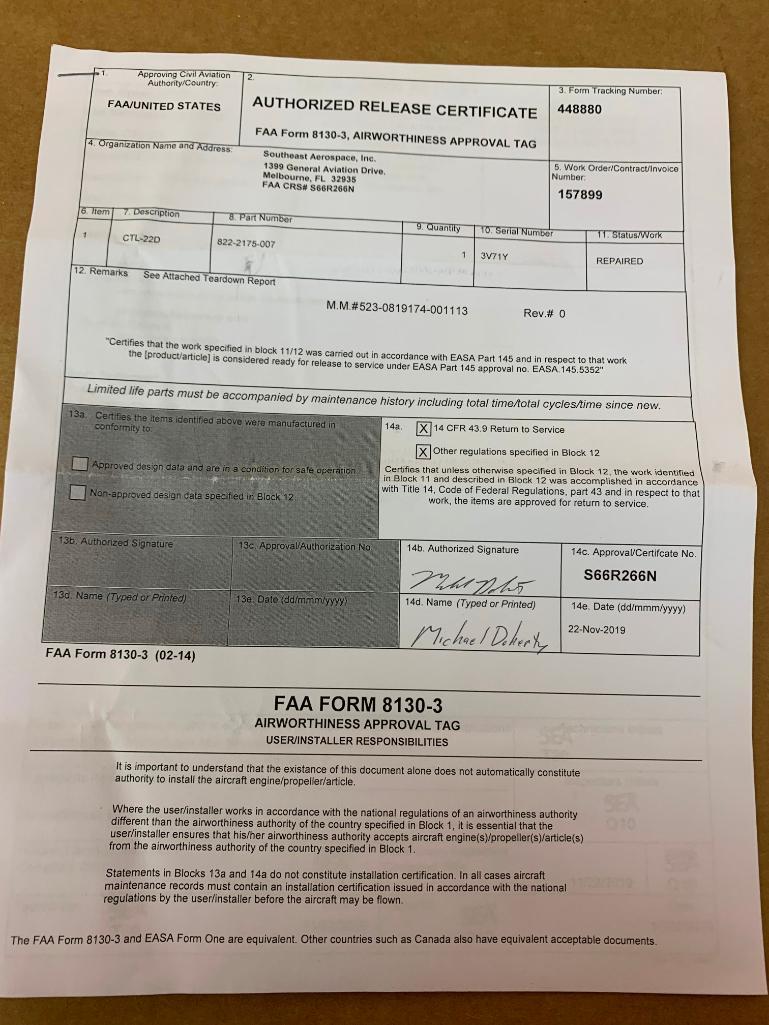 1. Approving Civil Aviation
Authority/Country:
FAA/UNITED STATES
2.
AUTHORIZED RELEASE CERTIFICATE
FAA Form 8130-3, AIRWORTHINESS APPROVAL TAG
3. Form Tracking Number:
448880
4. Organization Name and Address:
Southeast Aerospace, Inc.
1399 General Aviation Drive.
Melbourne, FL 32935
FAA CRS# S66R266N
5. Work Order/Contract/Invoice
Number:
157899
6. Item
7. Description
8. Part Number
9. Quantity
10. Serial Number
11. Status/Work
1
CTL-22D
822-2175-007
1
3V71Y
REPAIRED
12. Remarks See Attached Teardown Report
M.M.#523-0819174-001113 Rev.# 0
"Certifies that the work specified in block 11/12 was carried out in accordance with EASA Part 145 and in respect to that work
the [product/article] is considered ready for release to service under EASA Part 145 approval no. EASA.145.5352"
Limited life parts must be accompanied by maintenance history including total time/total cycles/time since new.
13a. Certifies the items identified above were manufactured in
conformity to:
Approved design data and are in a condition for safe operation.
Non-approved design data specified in Block 12.
14a. X 14 CFR 43.9 Return to Service
X Other regulations specified in Block 12
Certifies that unless otherwise specified in Block 12, the work identified
in Block 11 and described in Block 12 was accomplished in accordance
with Title 14, Code of Federal Regulations, part 43 and in respect to that
work, the items are approved for return to service.
13b. Authorized Signature
13c. Approval/Authorization No.
14b. Authorized Signature
14c. Approval/Certifcate No.
S66R266N
13d. Name (Typed or Printed)
13e. Date (dd/mmm/yyyy)
14d. Name (Typed or Printed)
Michael Doherty
14e. Date (dd/mmm/yyyy)
22-Nov-2019
FAA Form 8130-3 (02-14)
FAA FORM 8130-3
AIRWORTHINESS APPROVAL TAG
USER/INSTALLER RESPONSIBILITIES
It is important to understand that the existance of this document alone does not automatically constitute
authority to install the aircraft engine/propeller/article.
Where the user/installer works in accordance with the national regulations of an airworthiness authority
different than the airworthiness authority of the country specified in Block 1, it is essential that the
user/installer ensures that his/her airworthiness authority accepts aircraft engine(s)/propeller(s)/article(s)
from the airworthiness authority of the country specified in Block 1.
Statements in Blocks 13a and 14a do not constitute installation certification. In all cases aircraft
maintenance records must contain an installation certification issued in accordance with the national
regulations by the user/installer before the aircraft may be flown.
The FAA Form 8130-3 and EASA Form One are equivalent. Other countries such as Canada also have equivalent acceptable documents.